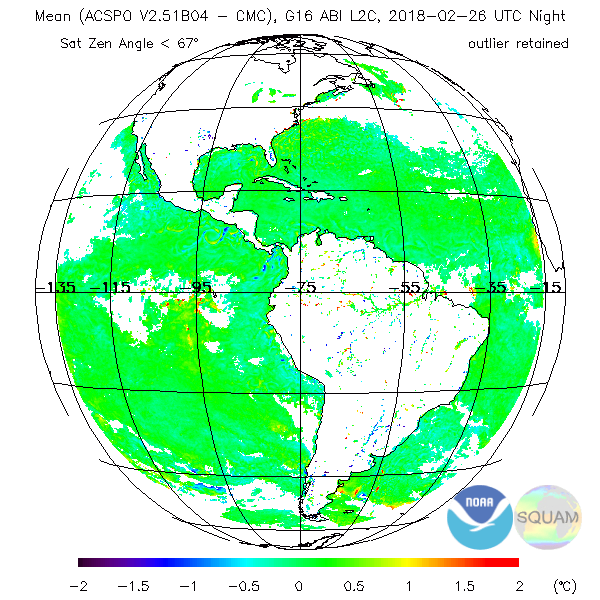 Mean (ACSPO V2.51B04 − CMC), G16 ABI L2C, 2018−02−26 UTC Night
Sat Zen Angle < 67° outlier retained
−135 −115 −95 −75 −55 −35 −15
NOAA
SQUAM
−2 −1.5 −1 −0.5 0 0.5 1 1.5 2 (°C)